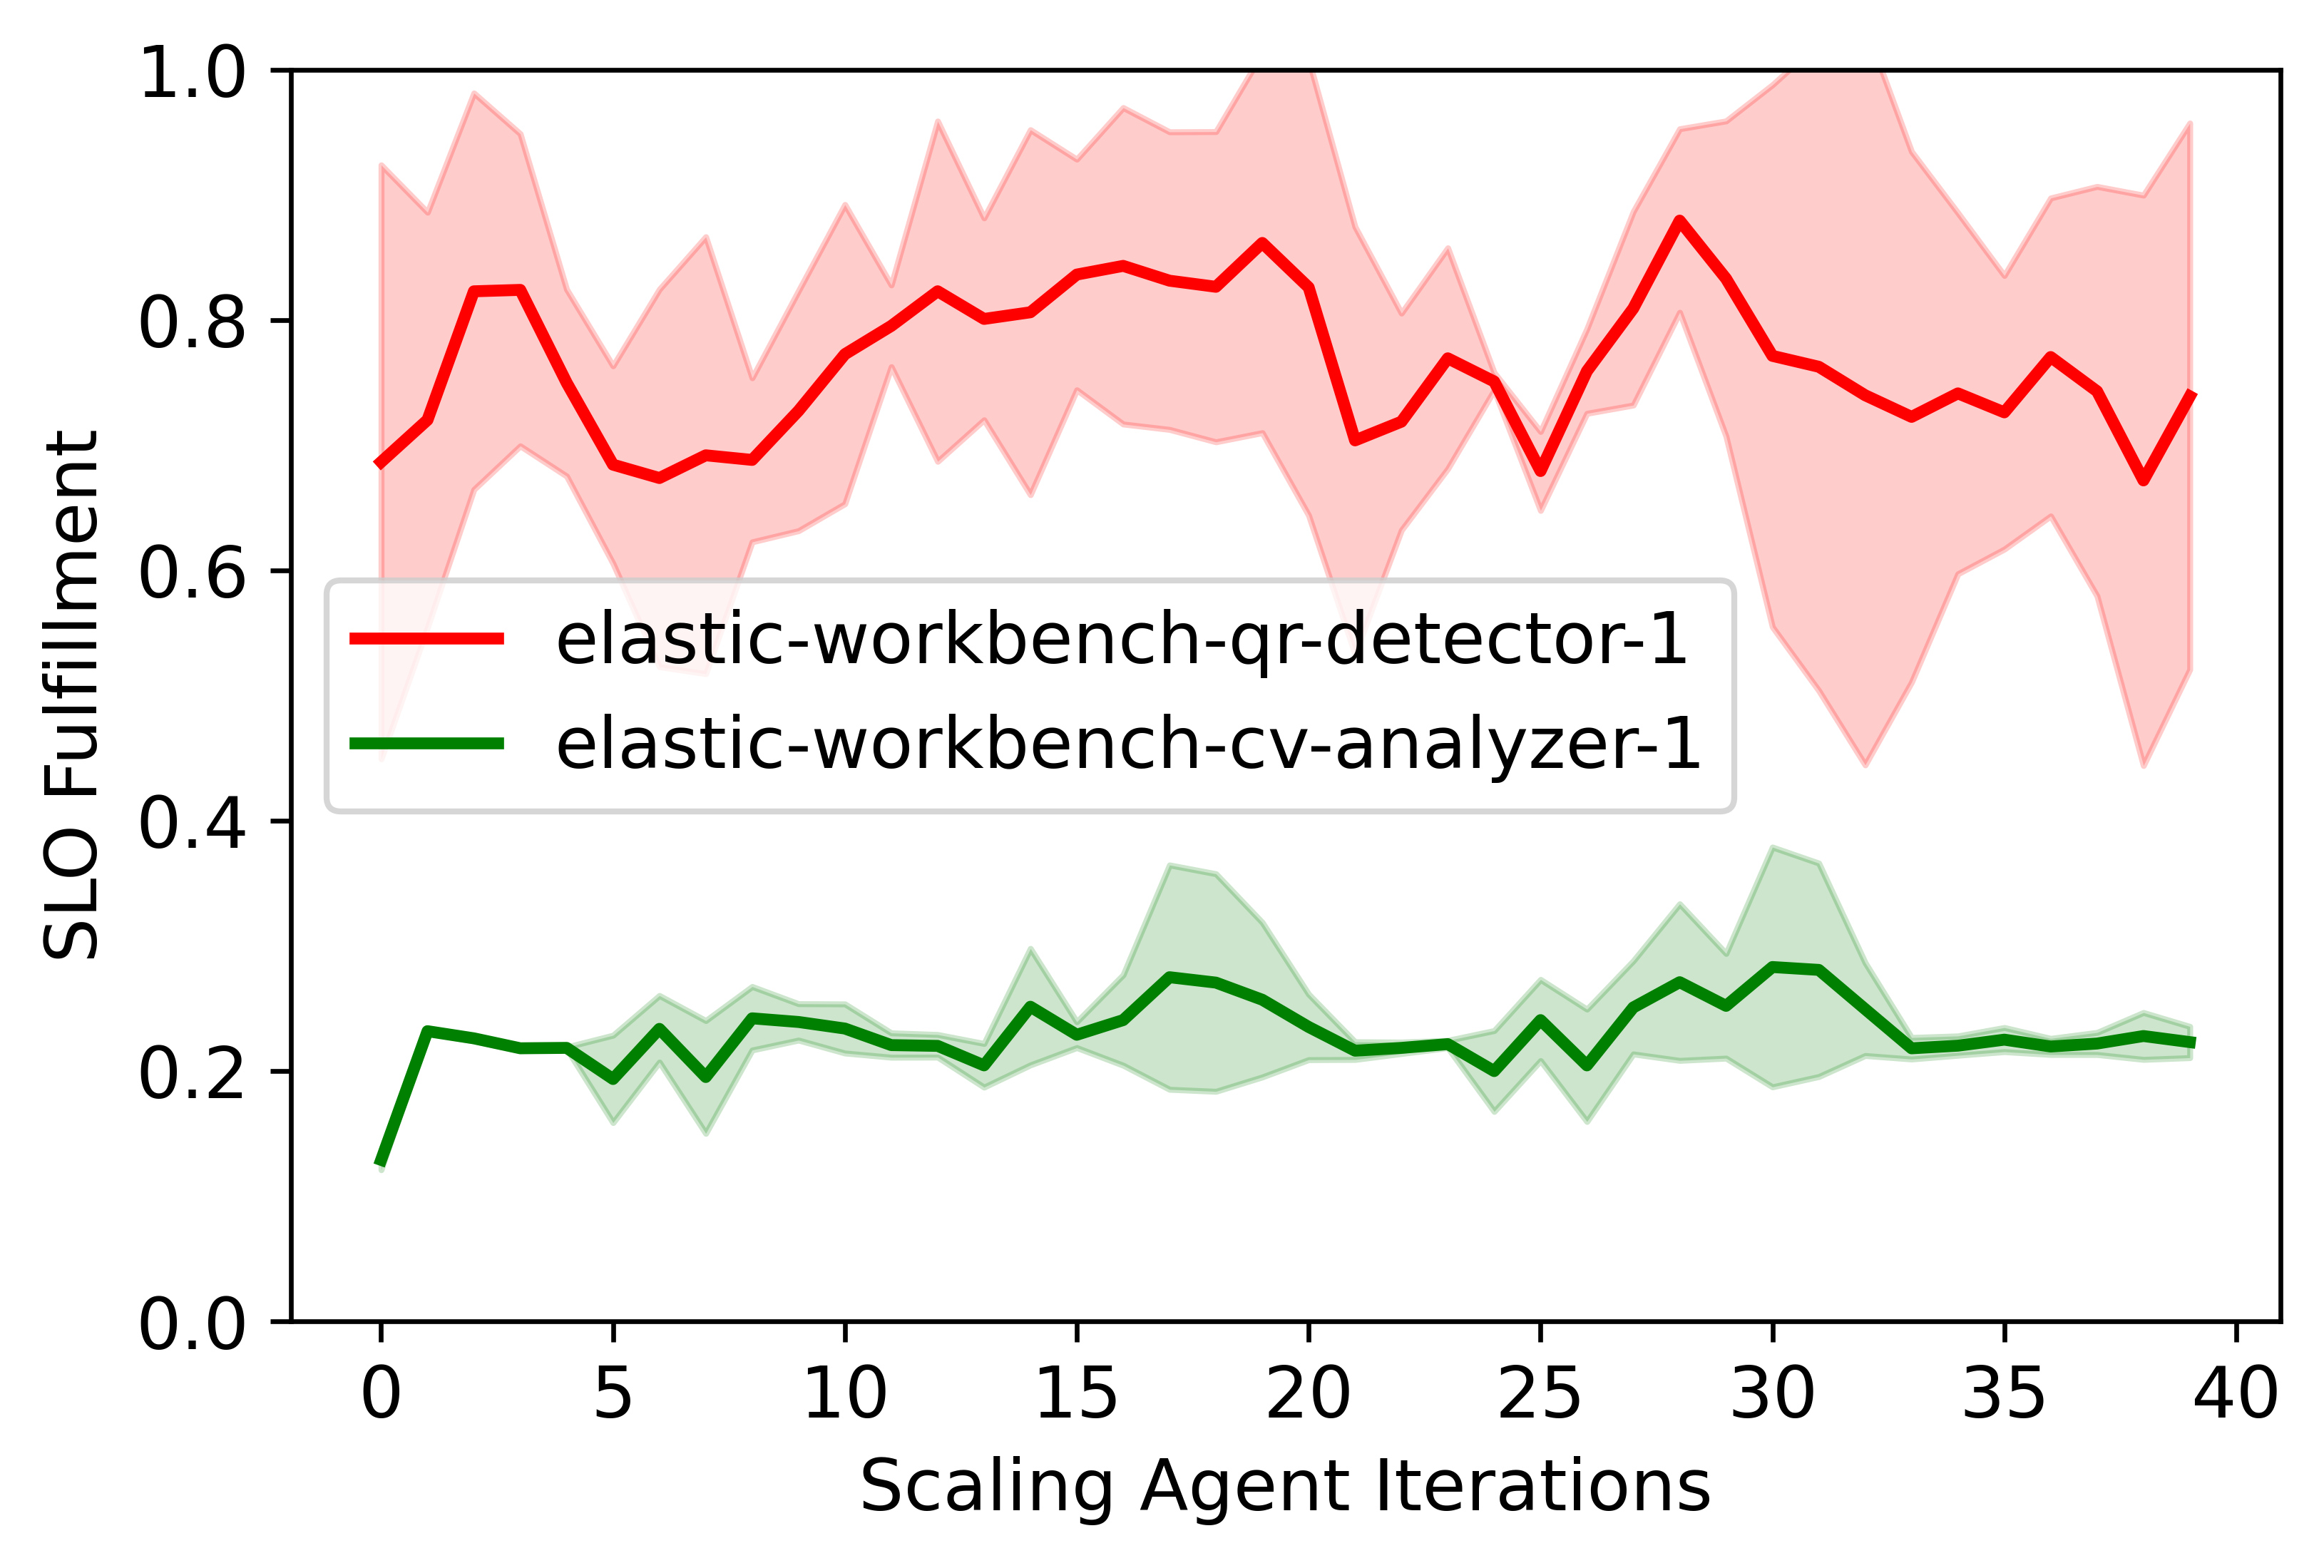 1.0
0.8
0.6
0.4
0.2
0.0
SLO Fulfillment
elastic-workbench-qr-detector-1
elastic-workbench-cv-analyzer-1
0 5 10 15 20 25 30 35 40
Scaling Agent Iterations